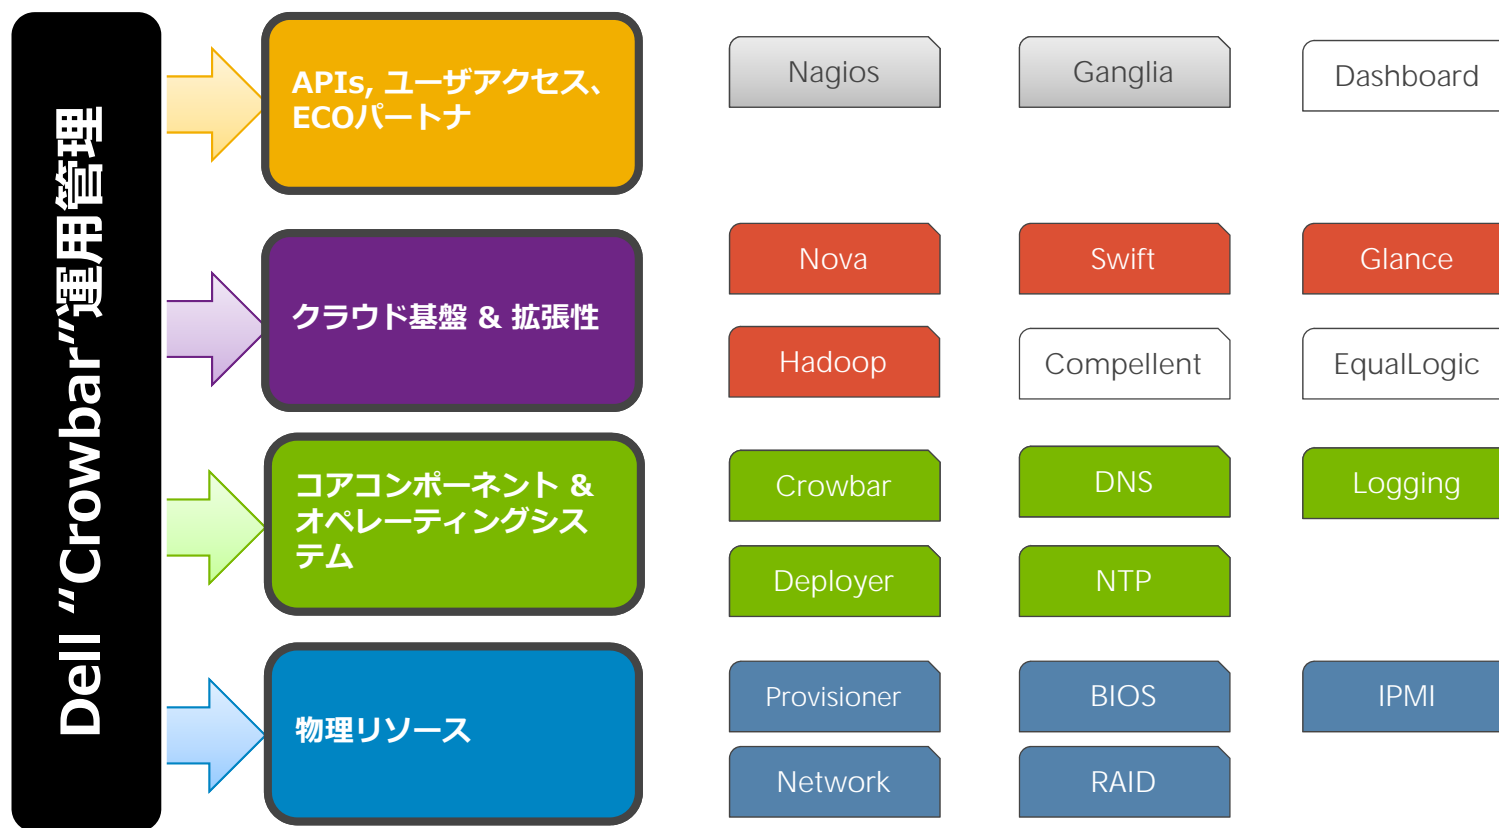 Dell “Crowbar”運用管理
APIs, ユーザアクセス、
ECOパートナ
Nagios
Ganglia
Dashboard
クラウド基盤 & 拡張性
Nova
Swift
Glance
Hadoop
Compellent
EqualLogic
コアコンポーネント &
オペレーティングシス
テム
Crowbar
DNS
Logging
Deployer
NTP
物理リソース
Provisioner
BIOS
IPMI
Network
RAID